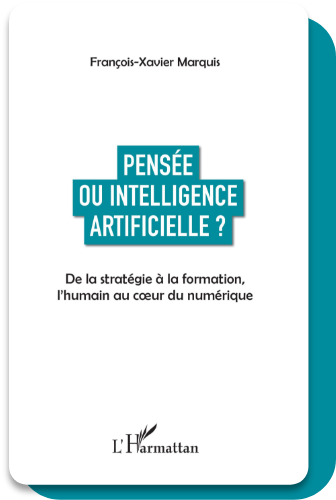 François-Xavier Marquis
PENSÉE
OU INTELLIGENCE
ARTIFICIELLE ?
De la stratégie à la formation,
l'humain au cœur du numérique
L'Harmattan